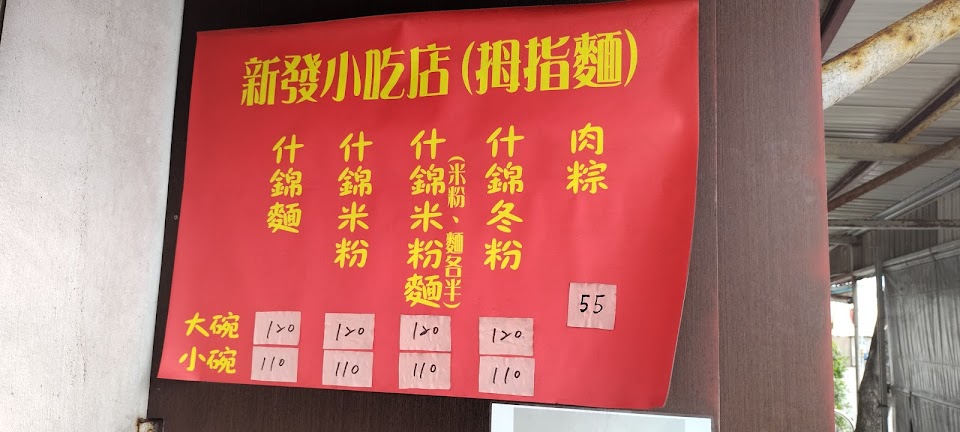 新發小吃店(拇指麵)
肉粽
什錦冬粉
什錦米粉麵
(米粉、麵各半)
什錦米粉
什錦麵
55
大碗 120 120 120 120
小碗 110 110 110 110